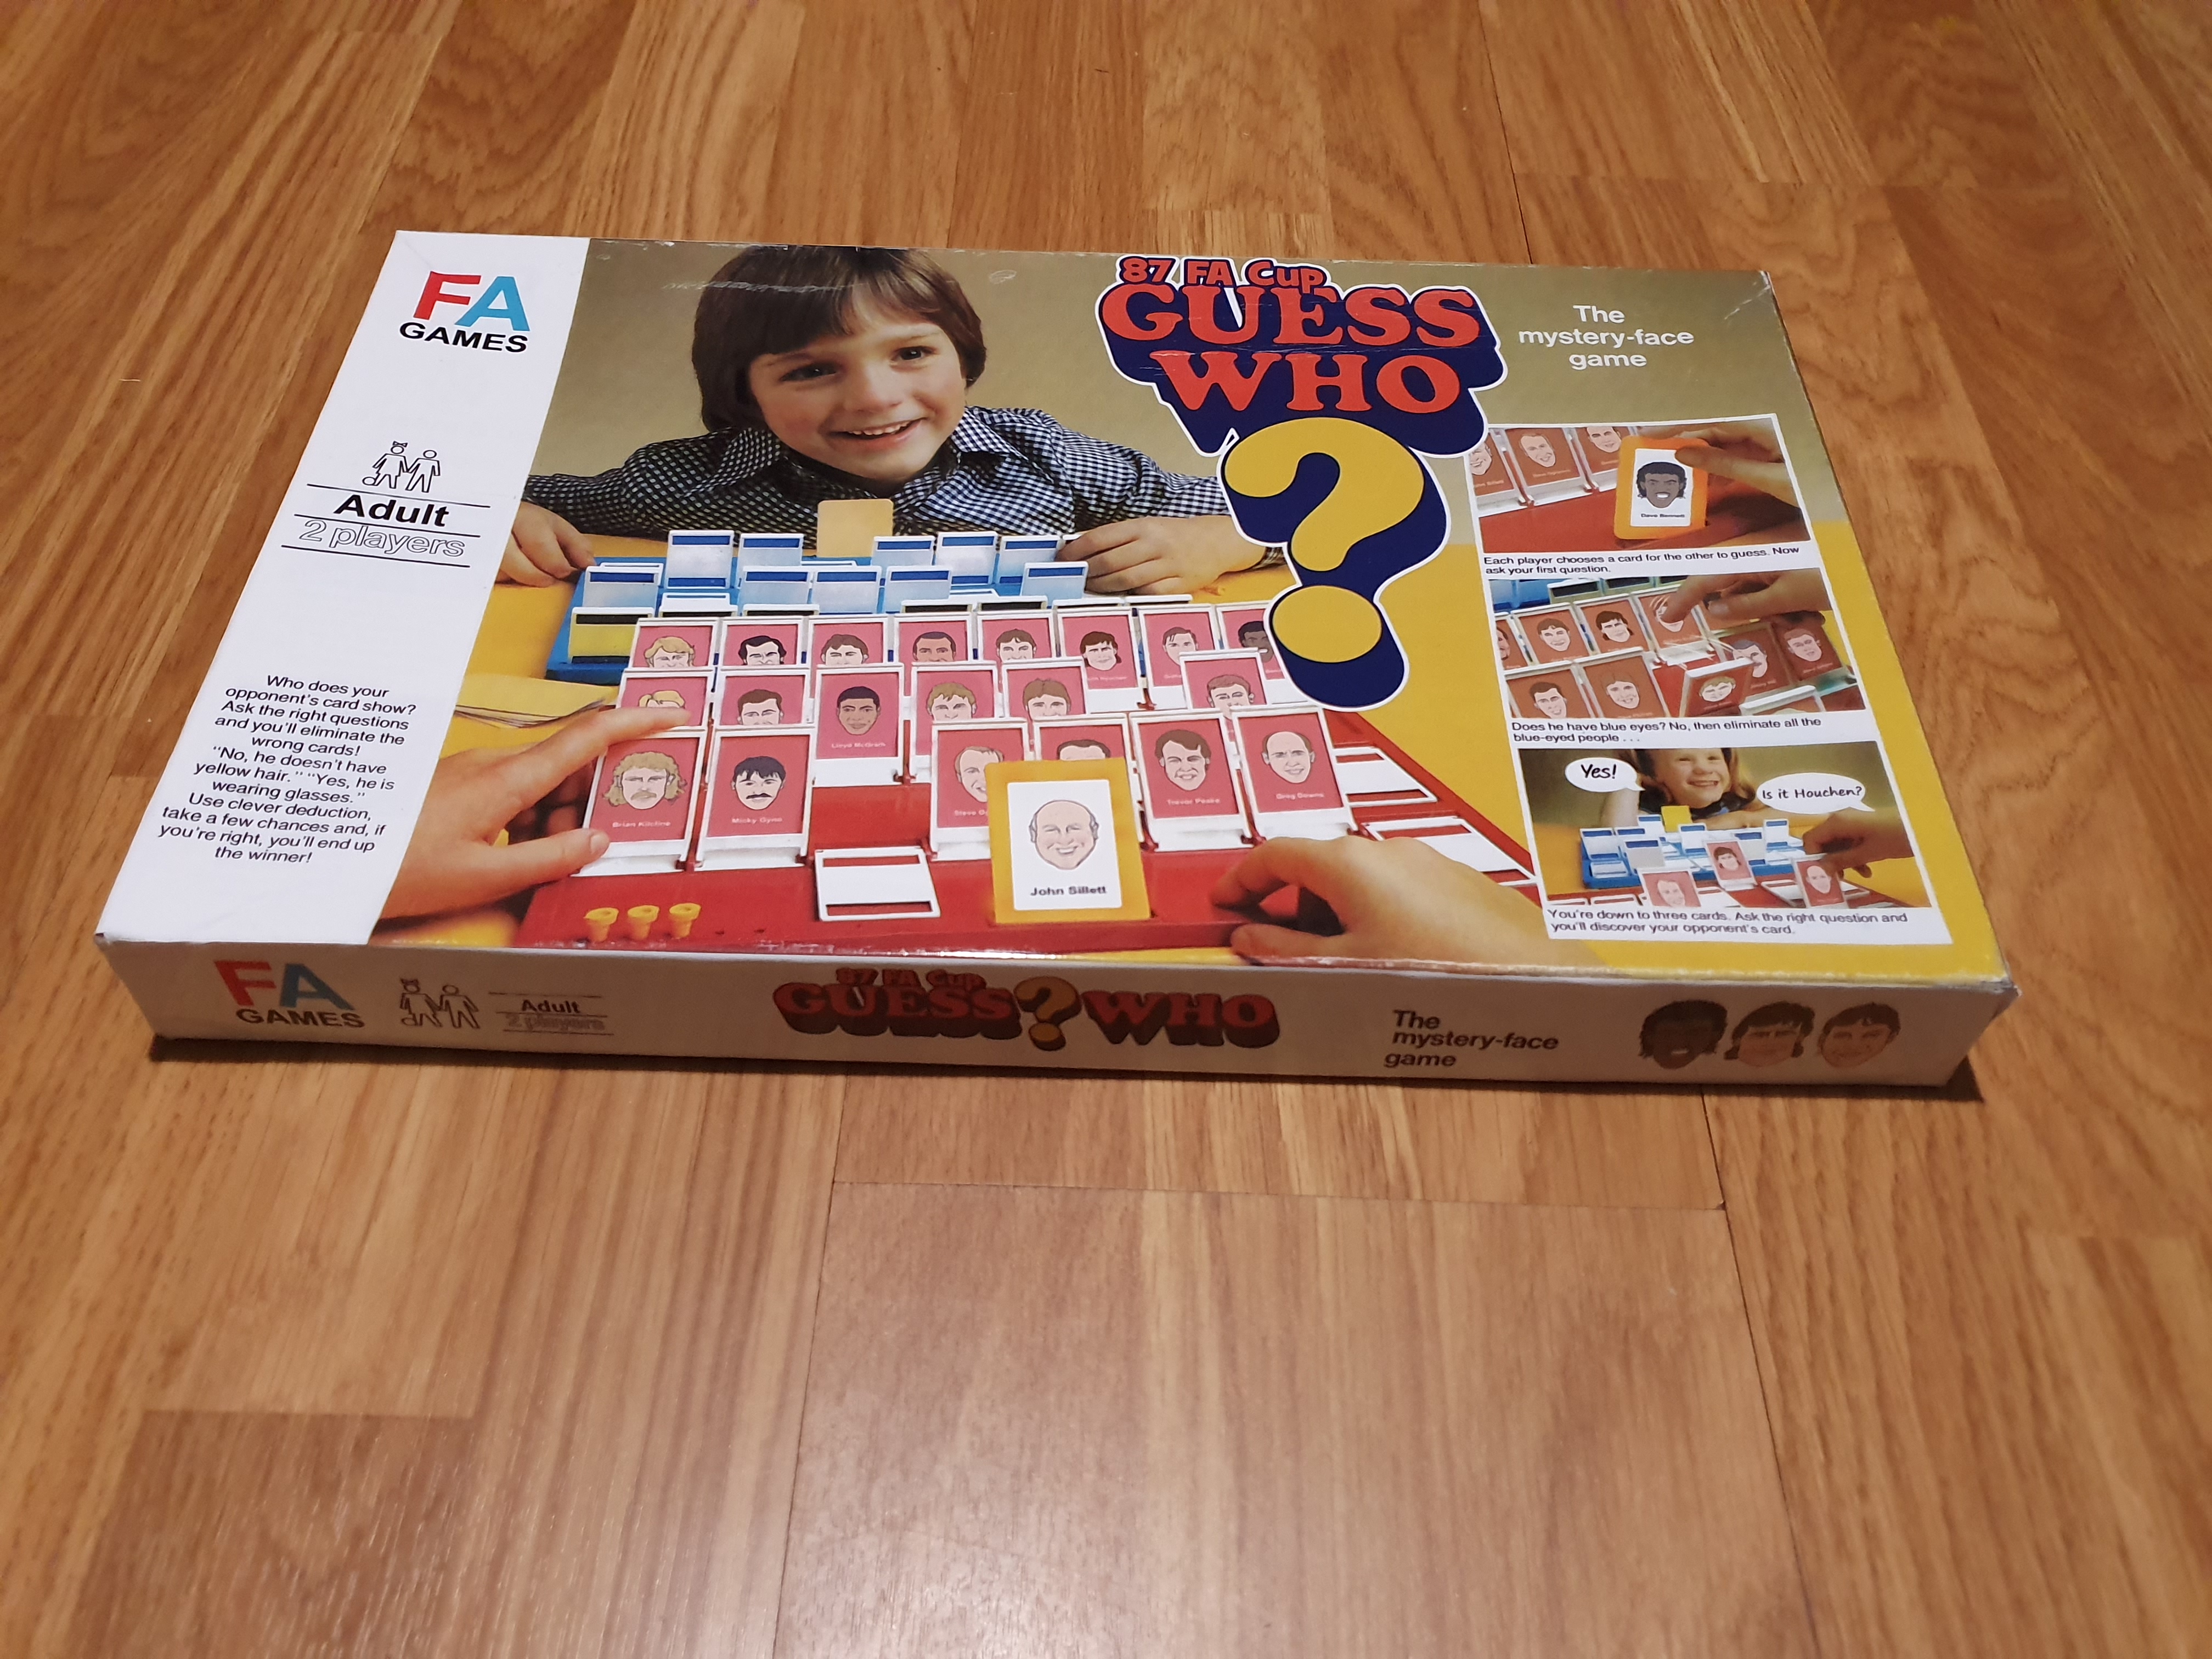 FA
GAMES
Adult
2 players
Who does your
opponent's card show?
Ask the right questions
and you'll eliminate the
wrong cards!
"No, he doesn't have
yellow hair." "Yes, he is
wearing glasses."
Use clever deduction,
take a few chances and, if
you're right, you'll end up
the winner!
87 FA Cup
GUESS
WHO
?
The
mystery-face
game
Dave Bennett
Each player chooses a card for the other to guess. Now
ask your first question.
Does he have blue eyes? No, then eliminate all the
blue-eyed people . . .
Yes!
Is it Houchen?
You're down to three cards. Ask the right question and
you'll discover your opponent's card.
Lloyd McGrath
Brian Kilcline
Micky Gynn
Steve
Trevor Peake
Greg Downs
John Sillett
FA
GAMES
Adult
2 players
87 FA Cup
GUESS ? WHO
The
mystery-face
game